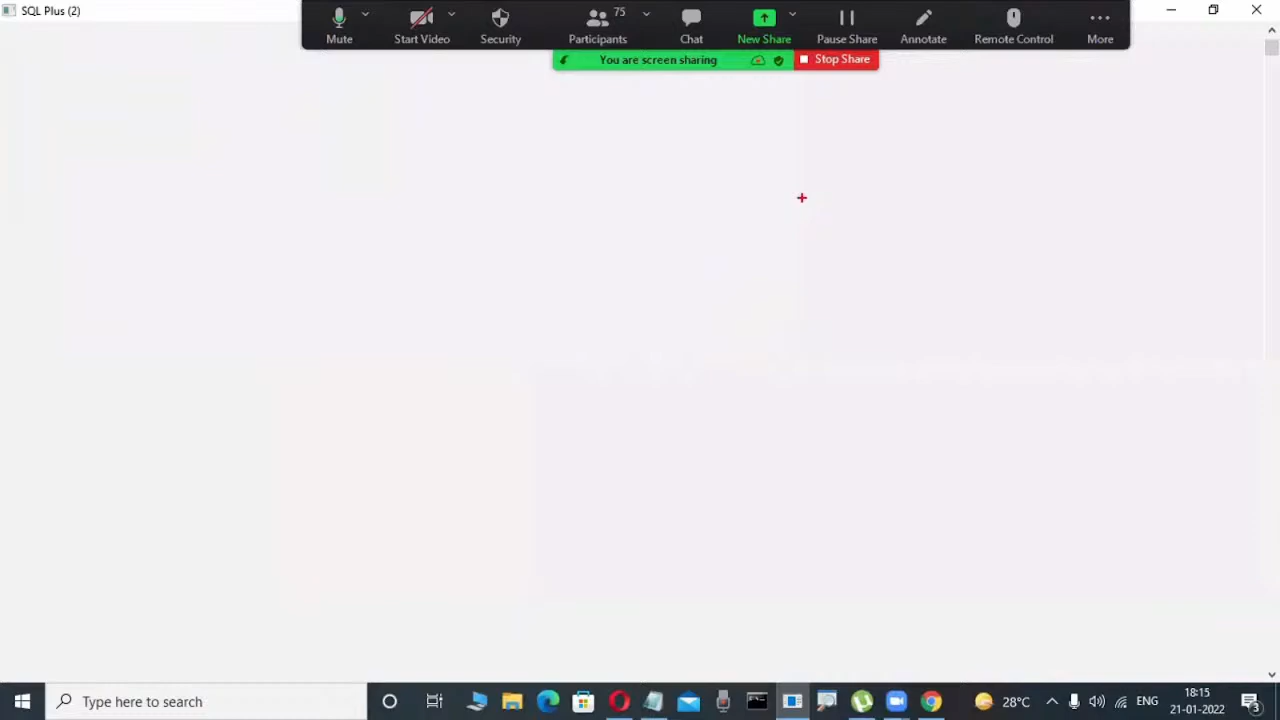 SQL Plus (2)
75
Mute
Start Video
Security
Participants
Chat
New Share
Pause Share
Annotate
Remote Control
More
You are screen sharing
Stop Share
Type here to search
28°C
ENG
18:15
21-01-2022
3